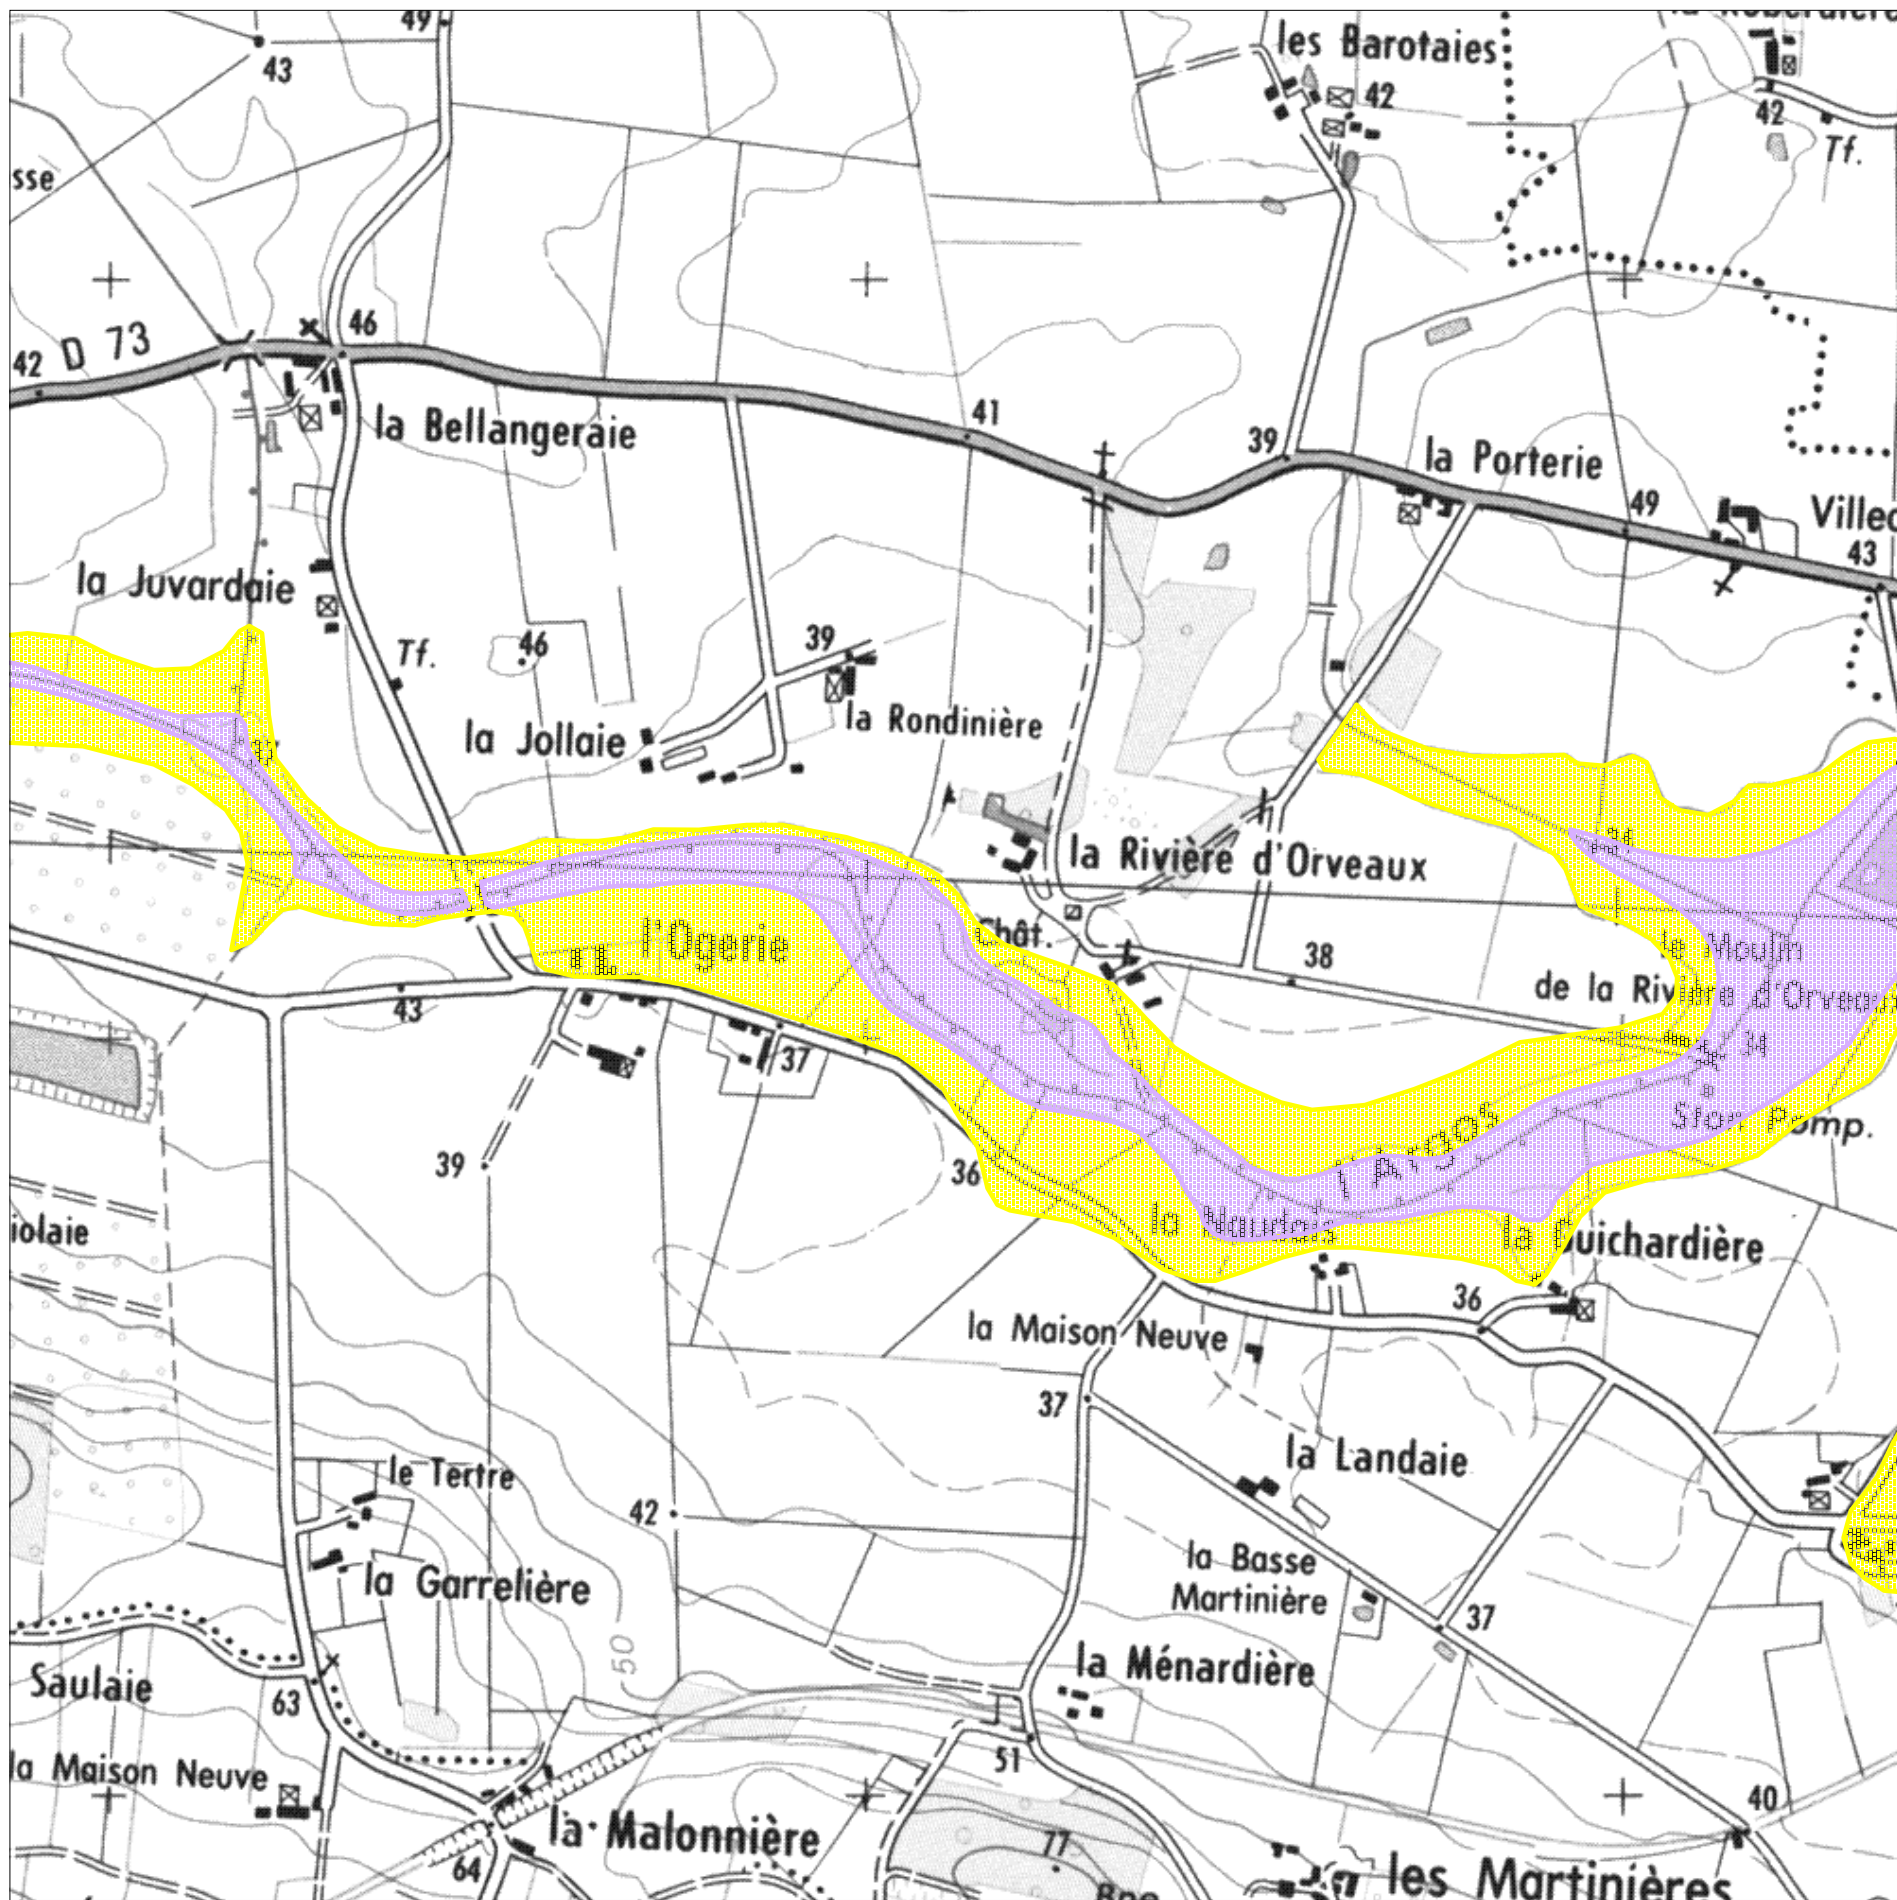 49
43
les Barotaies
42
42
Tf.
sse
46
D 73
42
la Bellangeraie
41
39
la Porterie
49
43
la Juvardaie
Tf.
46
39
la Jollaie
la Rondinière
la Rivière d'Orveaux
34
l'Ogerie
Chât.
38
le Moulin
de la Rivière d'Orveaux
43
37
34
Ston Pomp.
39
36
l'Argos
la Naudais
la Guichardière
iolaie
la Maison Neuve
36
37
la Landaie
le Tertre
42
la Garrelière
la Basse
Martinière
37
50
la Ménardière
Saulaie
63
51
la Maison Neuve
40
la Malonnière
77
64
les Martinières